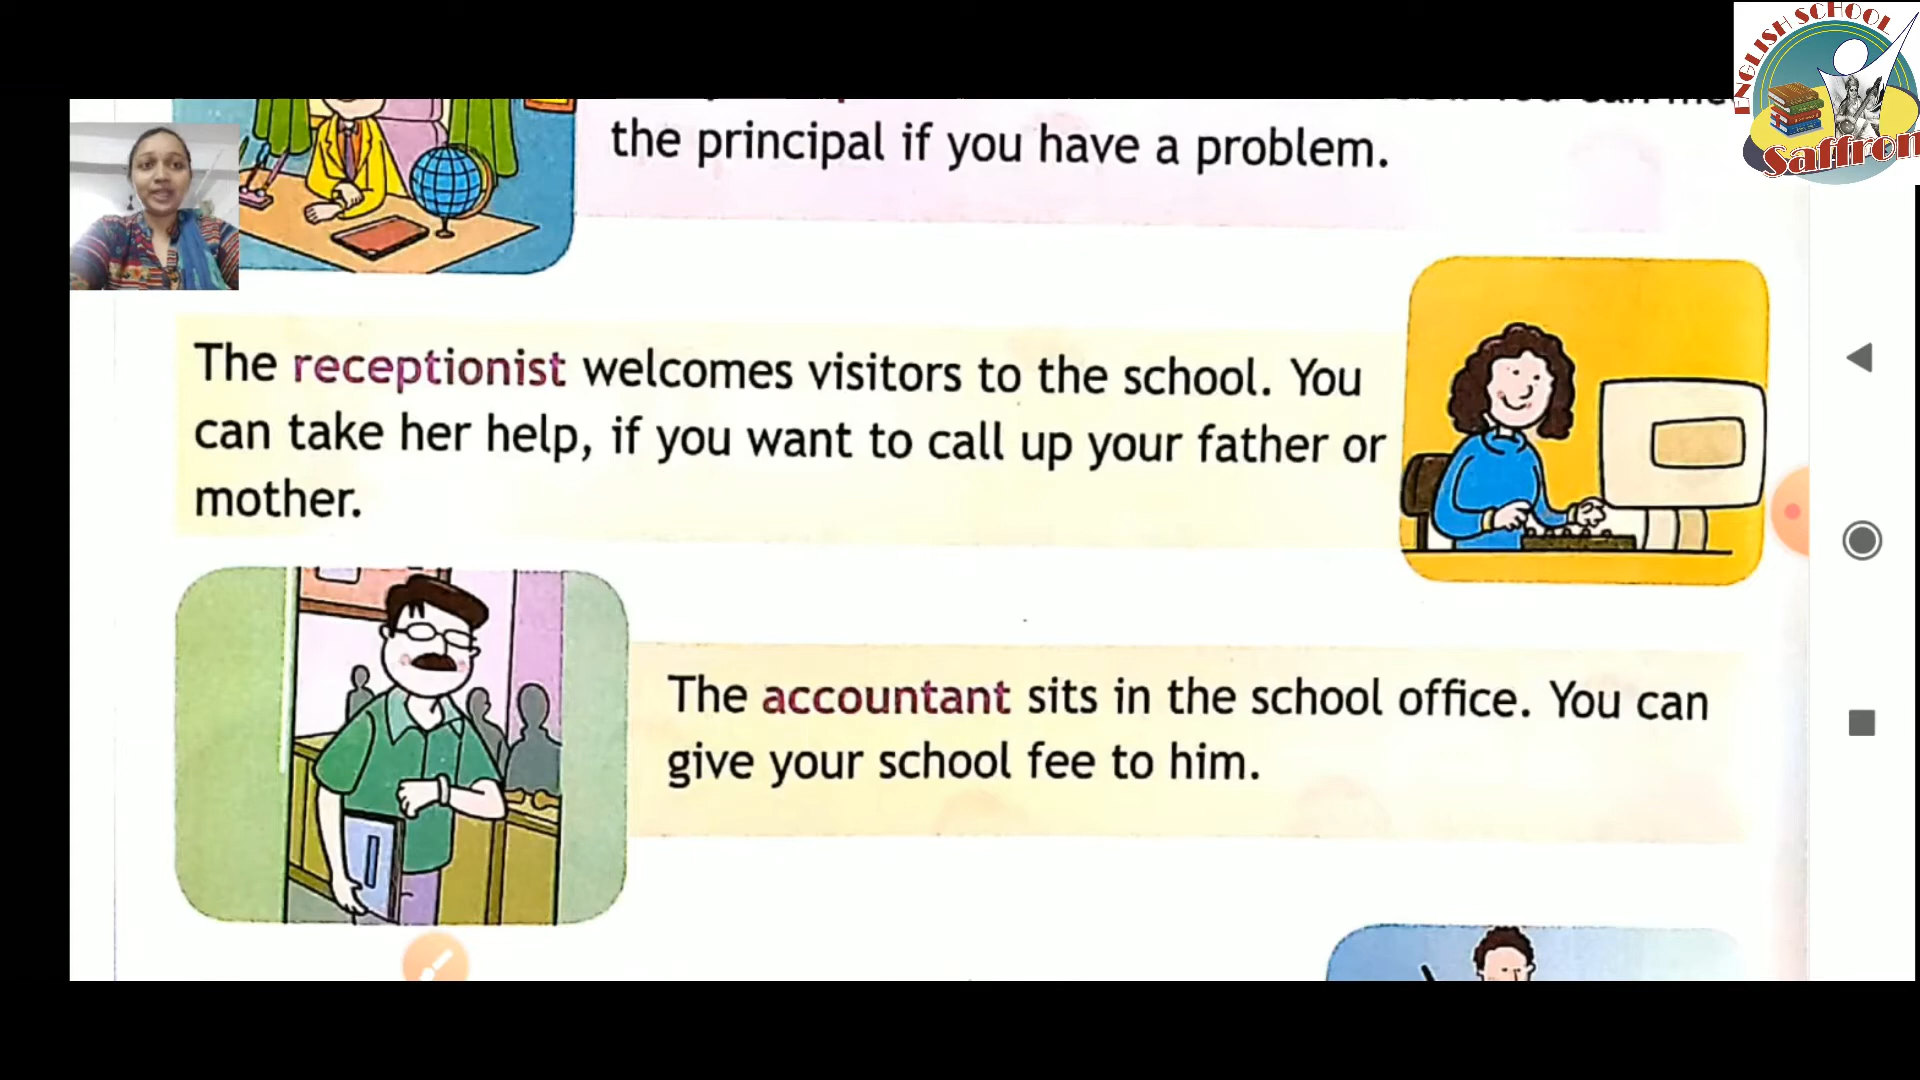 ENGLISH SCHOOL
Saffron
the principal if you have a problem.
The receptionist welcomes visitors to the school. You
can take her help, if you want to call up your father or
mother.
The accountant sits in the school office. You can
give your school fee to him.